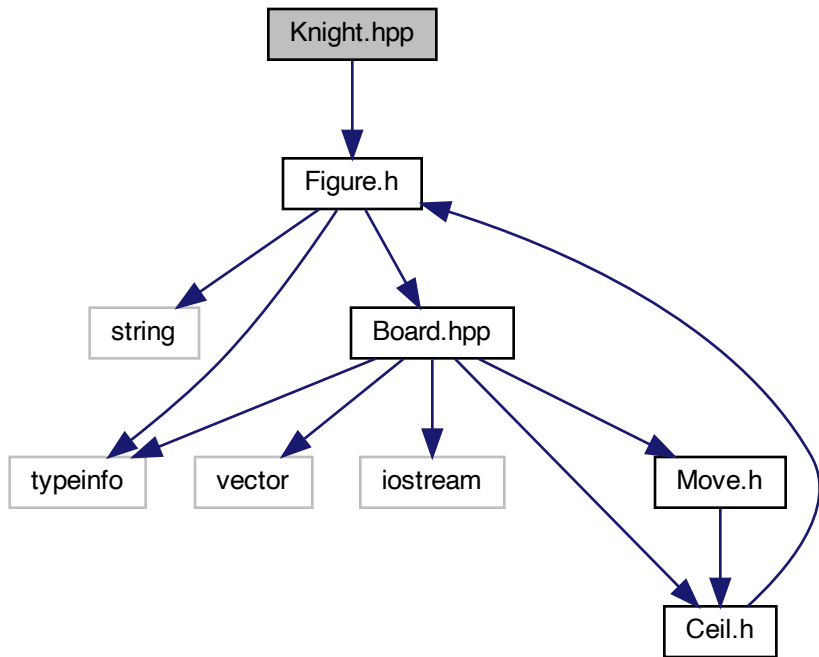 Knight.hpp
Figure.h
string
Board.hpp
typeinfo
vector
iostream
Move.h
Ceil.h